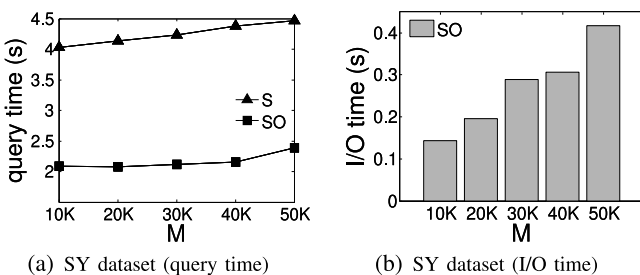 query time (s)
4.5
4
3.5
3
2.5
2
S
SO
10K 20K 30K 40K 50K
M
(a) SY dataset (query time)
I/O time (s)
0.4
0.3
0.2
0.1
0
SO
10K 20K 30K 40K 50K
M
(b) SY dataset (I/O time)